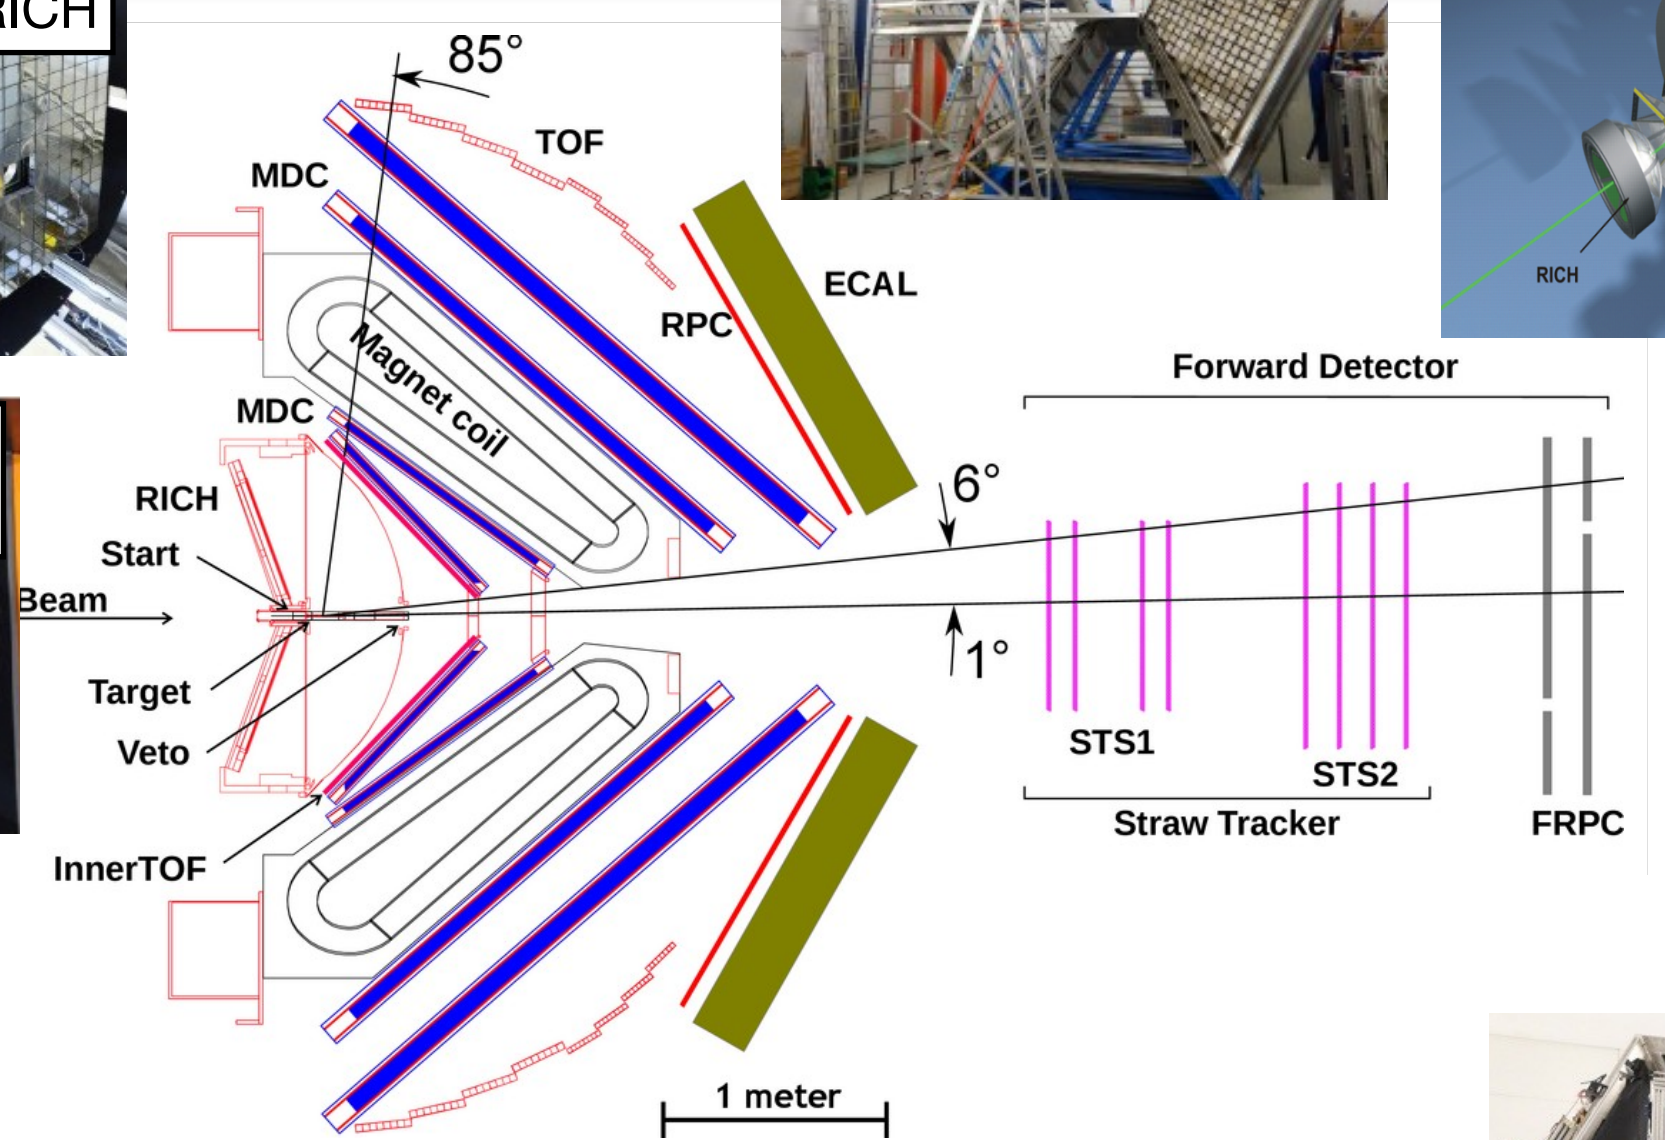 RICH
85°
TOF
MDC
ECAL
RPC
Magnet coil
Forward Detector
MDC
6°
RICH
Start
Beam
1°
Target
Veto
STS1
STS2
Straw Tracker
FRPC
InnerTOF
1 meter
RICH